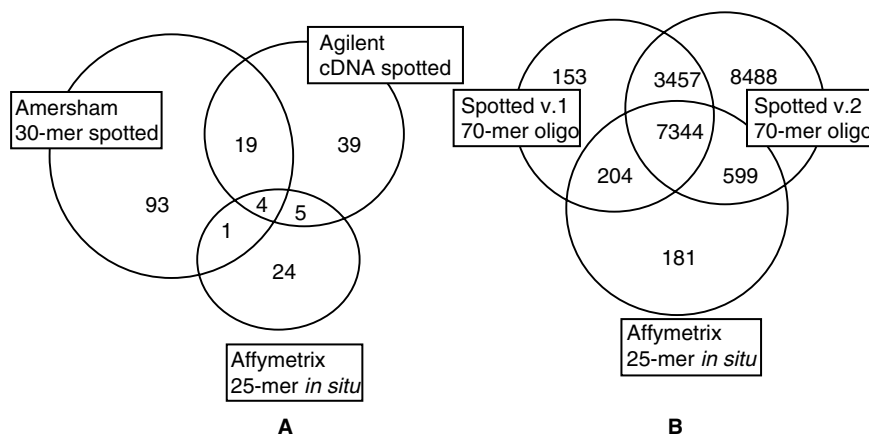 Agilent
cDNA spotted
Amersham
30-mer spotted
19
39
93
4
5
1
24
Affymetrix
25-mer in situ
A
153
3457
8488
Spotted v.1
70-mer oligo
Spotted v.2
70-mer oligo
7344
204
599
181
Affymetrix
25-mer in situ
B